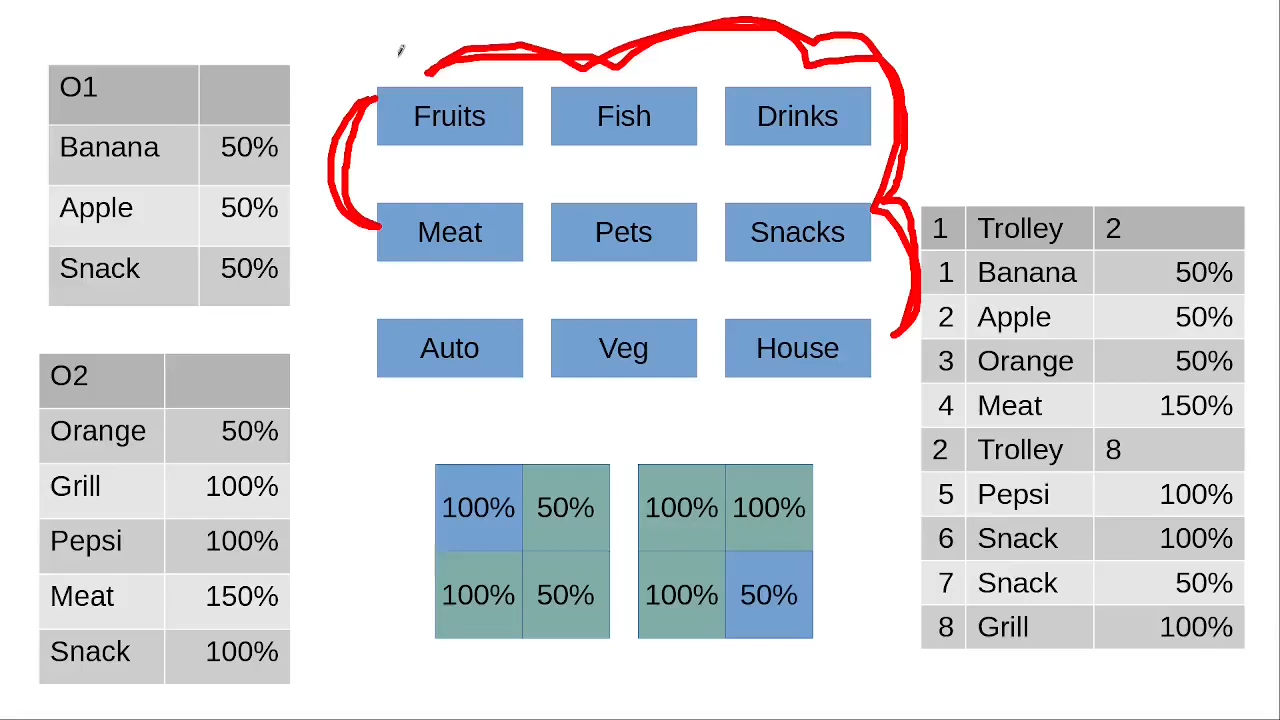 O1
Banana 50%
Apple 50%
Snack 50%
O2
Orange 50%
Grill 100%
Pepsi 100%
Meat 150%
Snack 100%
Fruits Fish Drinks
Meat Pets Snacks
Auto Veg House
100% 50% 100% 100%
100% 50% 100% 50%
1 Trolley 2
1 Banana 50%
2 Apple 50%
3 Orange 50%
4 Meat 150%
2 Trolley 8
5 Pepsi 100%
6 Snack 100%
7 Snack 50%
8 Grill 100%